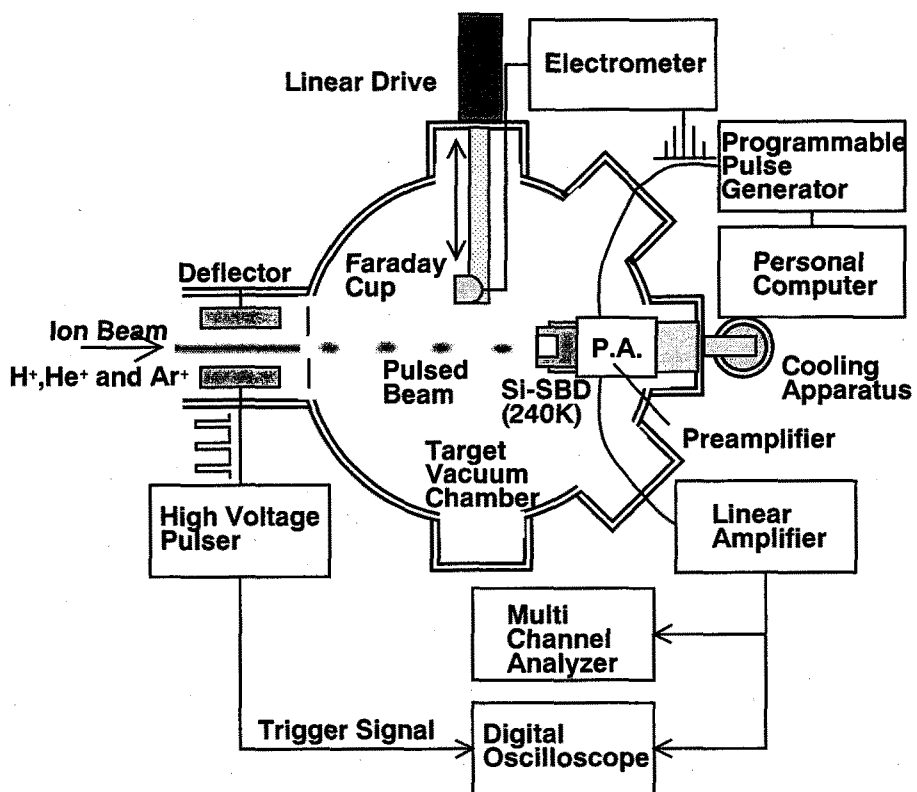 Linear Drive
Electrometer
Programmable
Pulse
Generator
Personal
Computer
Deflector
Faraday
Cup
Ion Beam
H⁺,He⁺ and Ar⁺
Pulsed
Beam
Si-SBD
(240K)
P.A.
Cooling
Apparatus
Preamplifier
Target
Vacuum
Chamber
High Voltage
Pulser
Linear
Amplifier
Multi
Channel
Analyzer
Trigger Signal
Digital
Oscilloscope